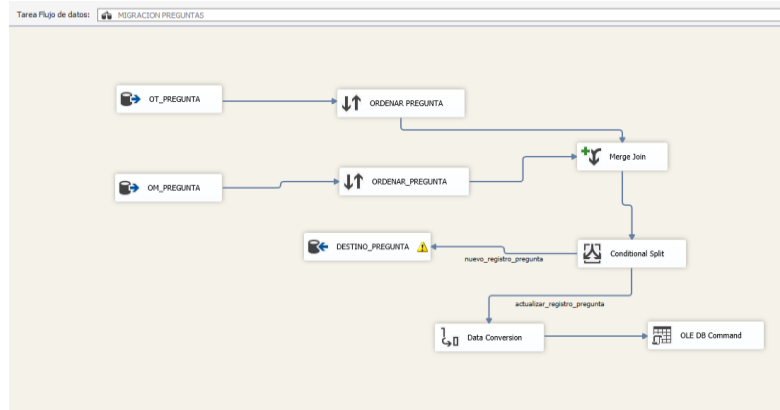 Tarea Flujo de datos: MIGRACION PREGUNTAS
OT_PREGUNTA
ORDENAR PREGUNTA
Merge Join
OM_PREGUNTA
ORDENAR_PREGUNTA
DESTINO_PREGUNTA
nuevo_registro_pregunta
Conditional Split
actualizar_registro_pregunta
Data Conversion
OLE DB Command